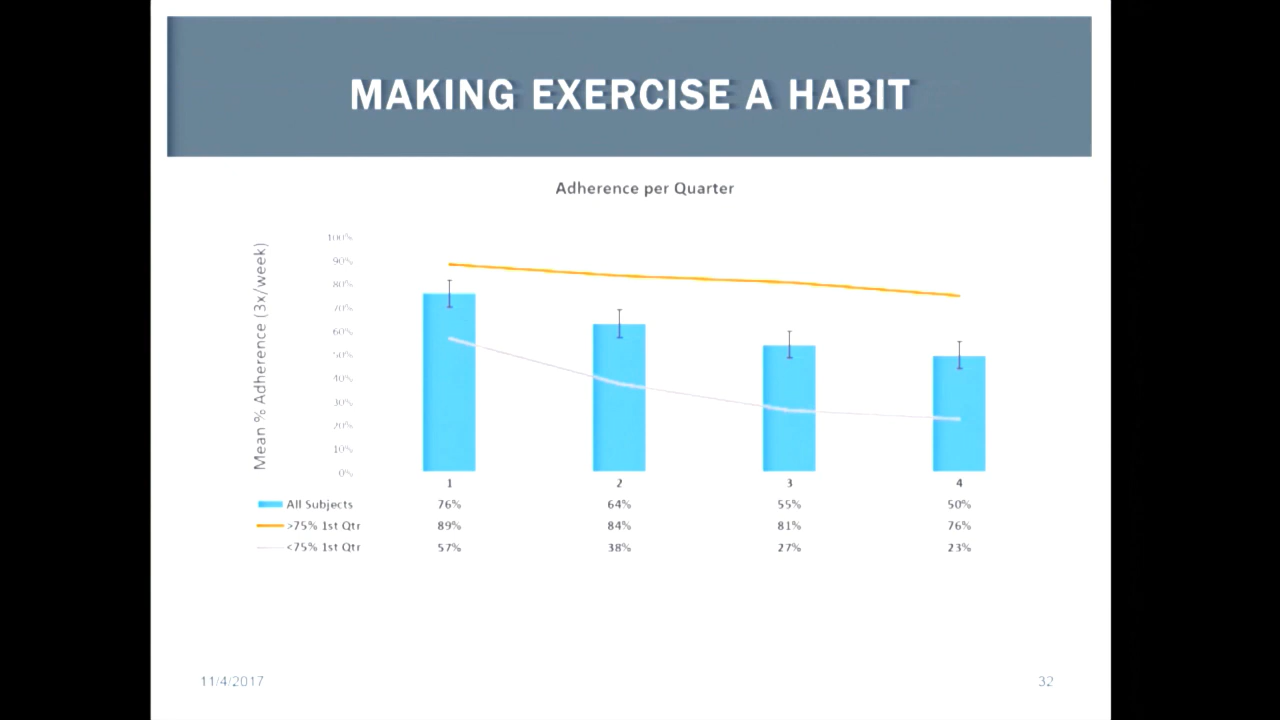 MAKING EXERCISE A HABIT
Adherence per Quarter
Mean % Adherence (3x/week)
100%
90%
80%
70%
60%
50%
40%
30%
20%
10%
0%
1 2 3 4
All Subjects 76% 64% 55% 50%
>75% 1st Qtr 89% 84% 81% 76%
<75% 1st Qtr 57% 38% 27% 23%
11/4/2017 32